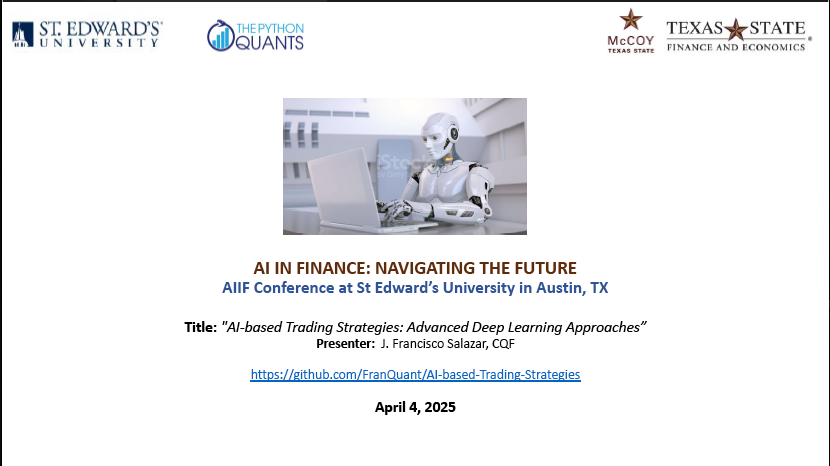 ST. EDWARD'S
UNIVERSITY
THE PYTHON
QUANTS
McCOY
TEXAS STATE
TEXAS STATE
FINANCE AND ECONOMICS
iStock
AI IN FINANCE: NAVIGATING THE FUTURE
AIIF Conference at St Edward's University in Austin, TX
Title: "AI-based Trading Strategies: Advanced Deep Learning Approaches”
Presenter: J. Francisco Salazar, CQF
https://github.com/FranQuant/AI-based-Trading-Strategies
April 4, 2025